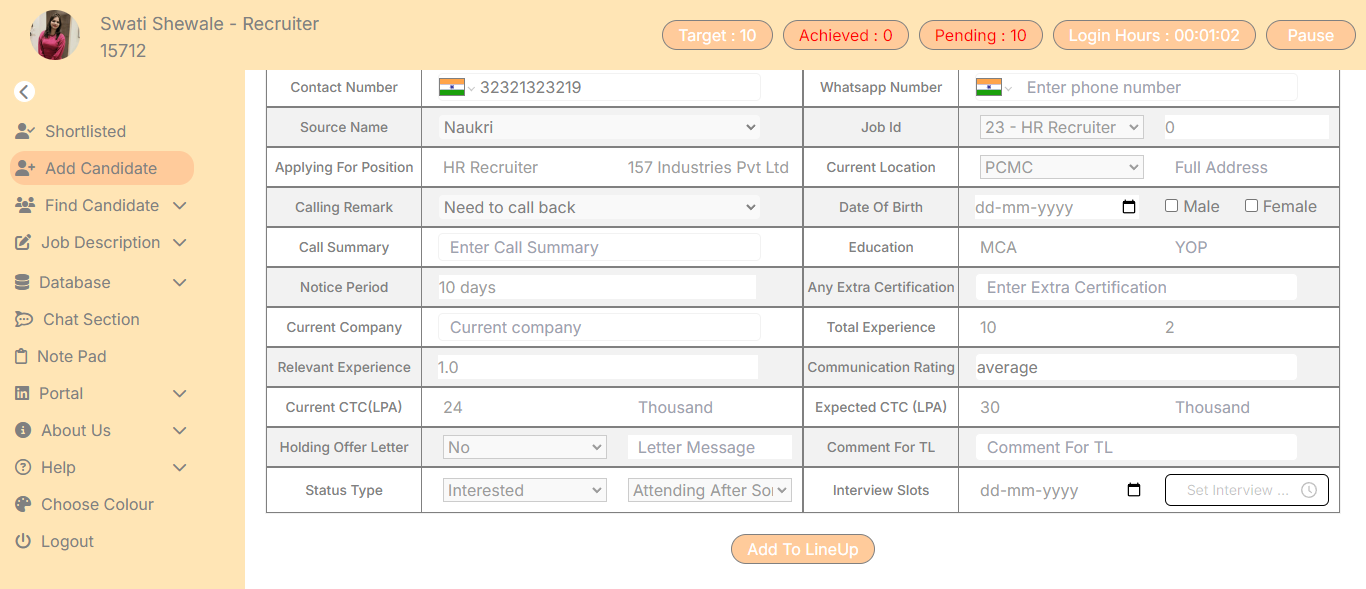 Swati Shewale - Recruiter
15712
Target : 10
Achieved : 0
Pending : 10
Login Hours : 00:01:02
Pause
Shortlisted
Add Candidate
Find Candidate
Job Description
Database
Chat Section
Note Pad
Portal
About Us
Help
Choose Colour
Logout
Contact Number 32321323219 Whatsapp Number Enter phone number
Source Name Naukri Job Id 23 - HR Recruiter 0
Applying For Position HR Recruiter 157 Industries Pvt Ltd Current Location PCMC Full Address
Calling Remark Need to call back Date Of Birth dd-mm-yyyy Male Female
Call Summary Enter Call Summary Education MCA YOP
Notice Period 10 days Any Extra Certification Enter Extra Certification
Current Company Current company Total Experience 10 2
Relevant Experience 1.0 Communication Rating average
Current CTC(LPA) 24 Thousand Expected CTC (LPA) 30 Thousand
Holding Offer Letter No Letter Message Comment For TL Comment For TL
Status Type Interested Attending After Interview Slots dd-mm-yyyy Set Interview ...
Add To LineUp